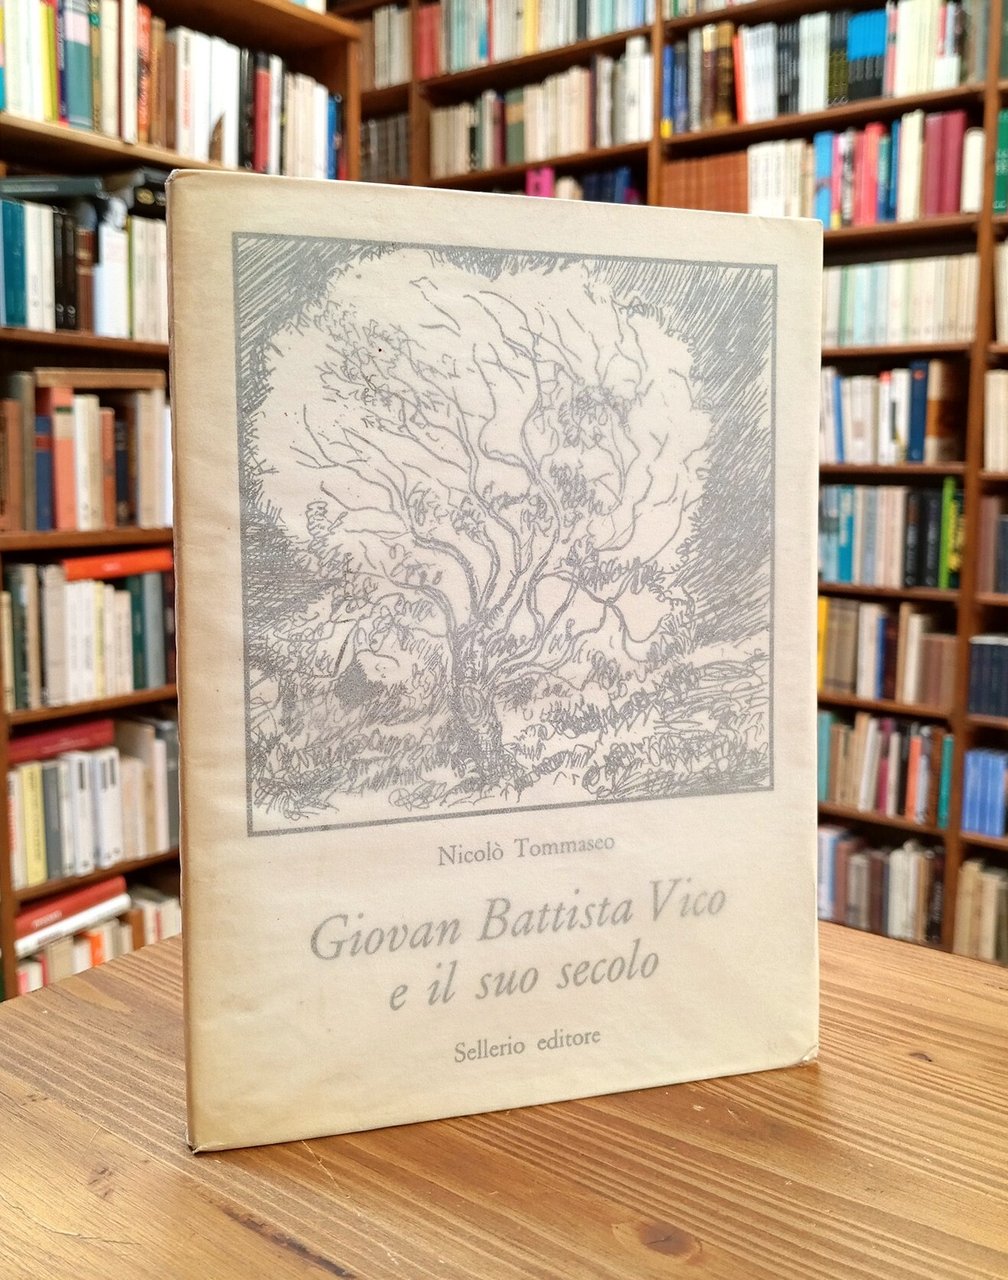 Nicolò Tommaseo
Giovan Battista Vico
e il suo secolo
Sellerio editore